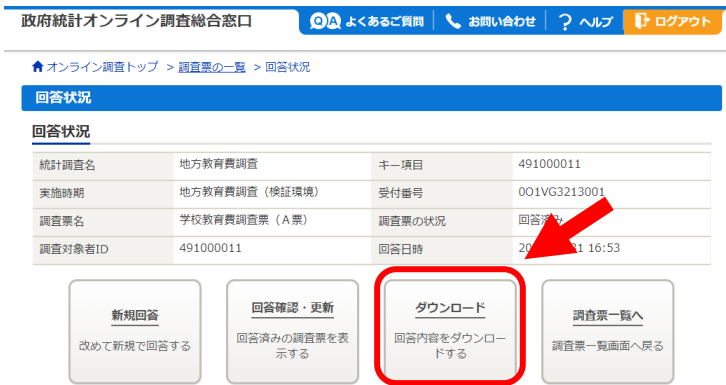 政府統計オンライン調査総合窓口
QA よくあるご質問 お問い合わせ ? ヘルプ ログアウト
オンライン調査トップ > 調査票の一覧 > 回答状況
回答状況
回答状況
統計調査名 地方教育費調査 キー項目 491000011
実施時期 地方教育費調査（検証環境） 受付番号 0O1VG3213001
調査票名 学校教育費調査票（A票） 調査票の状況 回答済み
調査対象者ID 491000011 回答日時 16:53
新規回答
改めて新規で回答する
回答確認・更新
回答済みの調査票を表
示する
ダウンロード
回答内容をダウンロー
ドする
調査票一覧へ
調査票一覧画面へ戻る